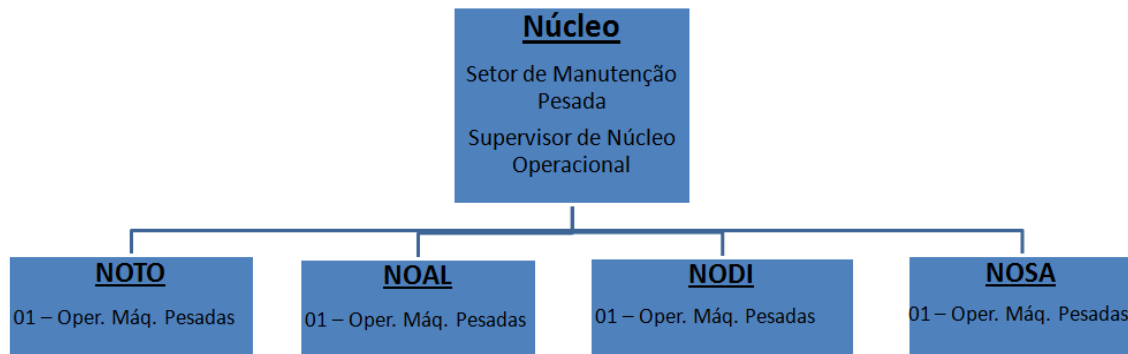 Núcleo
Setor de Manutenção
Pesada
Supervisor de Núcleo
Operacional
NOTO
01 – Oper. Máq. Pesadas
NOAL
01 – Oper. Máq. Pesadas
NODI
01 – Oper. Máq. Pesadas
NOSA
01 – Oper. Máq. Pesadas